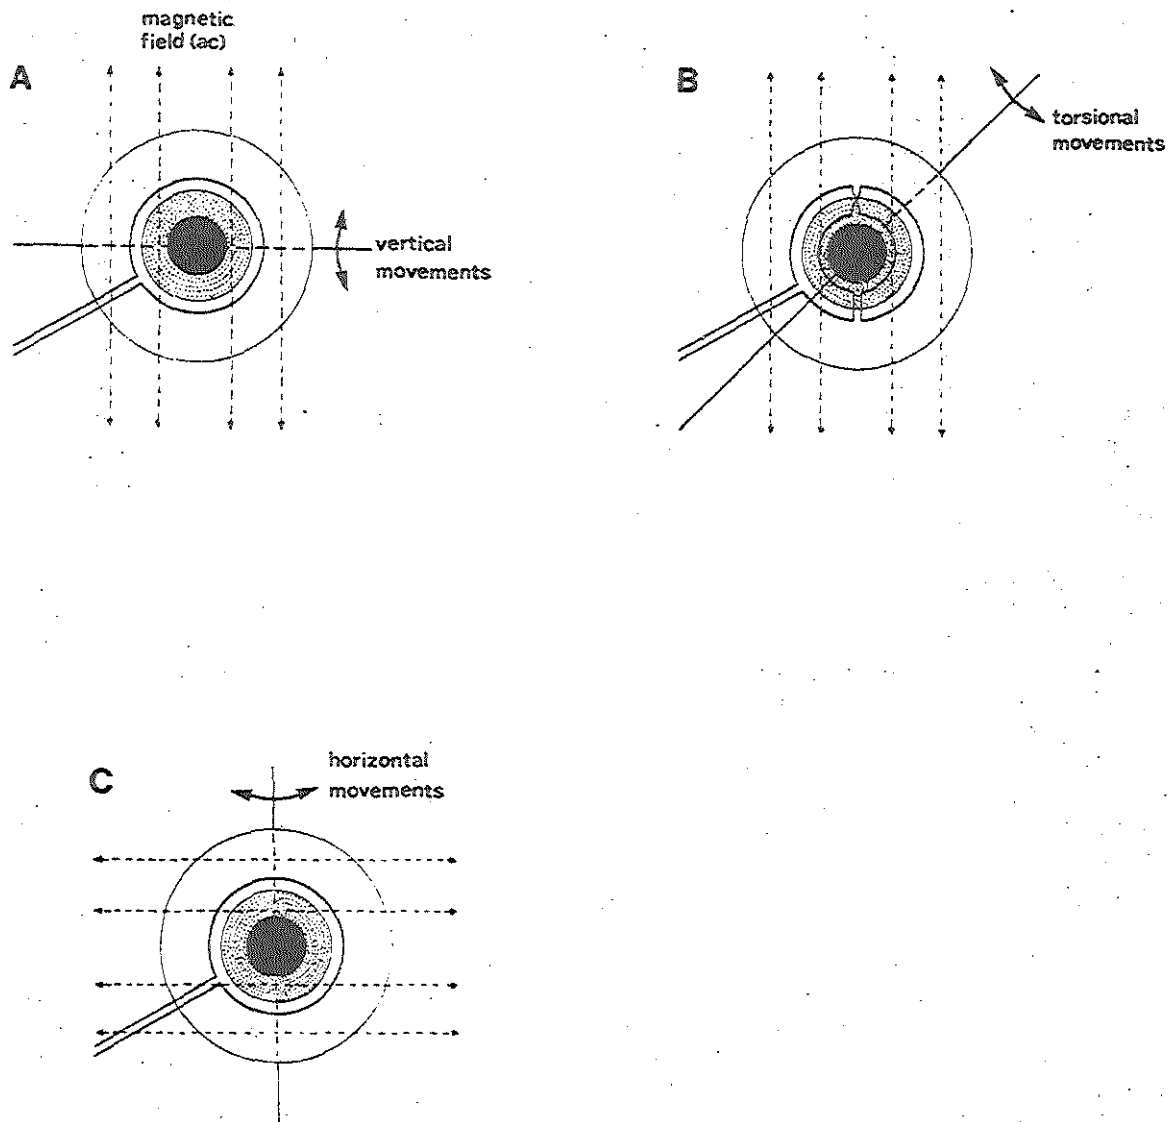 magnetic
field (ac)
A
vertical
movements
B
torsional
movements
C
horizontal
movements